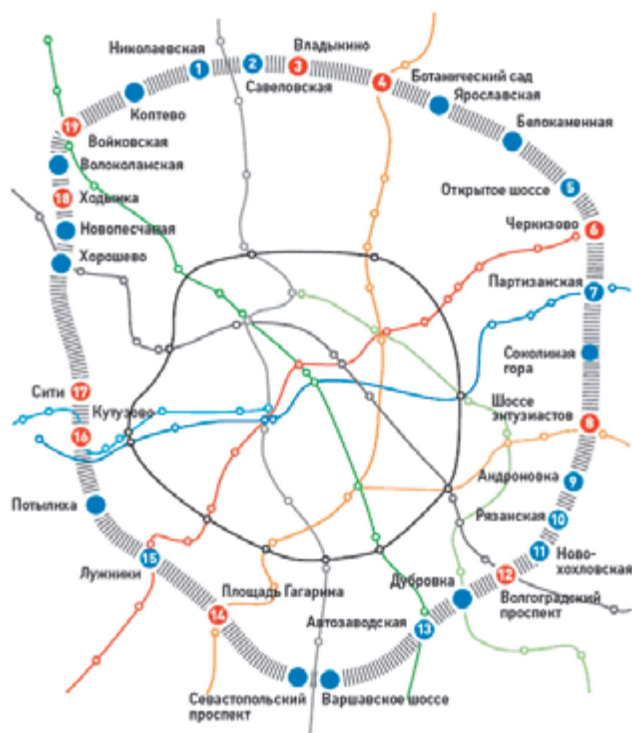 Николаевская
Владыкино
1
2
3
4
Савеловская
Ботанический сад
Ярославская
Коптево
Белокаменная
19
Войковская
Волоколамская
18
Ходынка
Новопесчаная
Хорошево
Открытое шоссе
5
Черкизово
6
Партизанская
7
Соколиная
гора
Сити
17
Кутузово
16
Шоссе
энтузиастов
8
Андроновка
9
Рязанская
10
11
Ново-
хохловская
Потылиха
Лужники
15
Площадь Гагарина
14
Дубровка
12
Волгоградский
проспект
Автозаводская
13
Севастопольский
проспект
Варшавское шоссе